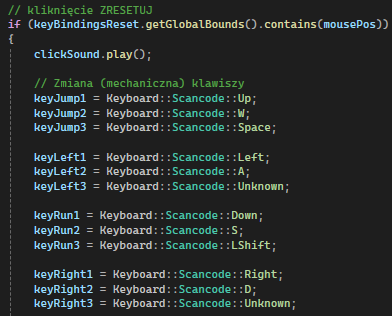 // kliknięcie ZRESETUJ
if (keyBindingsReset.getGlobalBounds().contains(mousePos))
{
clickSound.play();
// Zmiana (mechaniczna) klawiszy
keyJump1 = Keyboard::Scancode::Up;
keyJump2 = Keyboard::Scancode::W;
keyJump3 = Keyboard::Scancode::Space;
keyLeft1 = Keyboard::Scancode::Left;
keyLeft2 = Keyboard::Scancode::A;
keyLeft3 = Keyboard::Scancode::Unknown;
keyRun1 = Keyboard::Scancode::Down;
keyRun2 = Keyboard::Scancode::S;
keyRun3 = Keyboard::Scancode::LShift;
keyRight1 = Keyboard::Scancode::Right;
keyRight2 = Keyboard::Scancode::D;
keyRight3 = Keyboard::Scancode::Unknown;